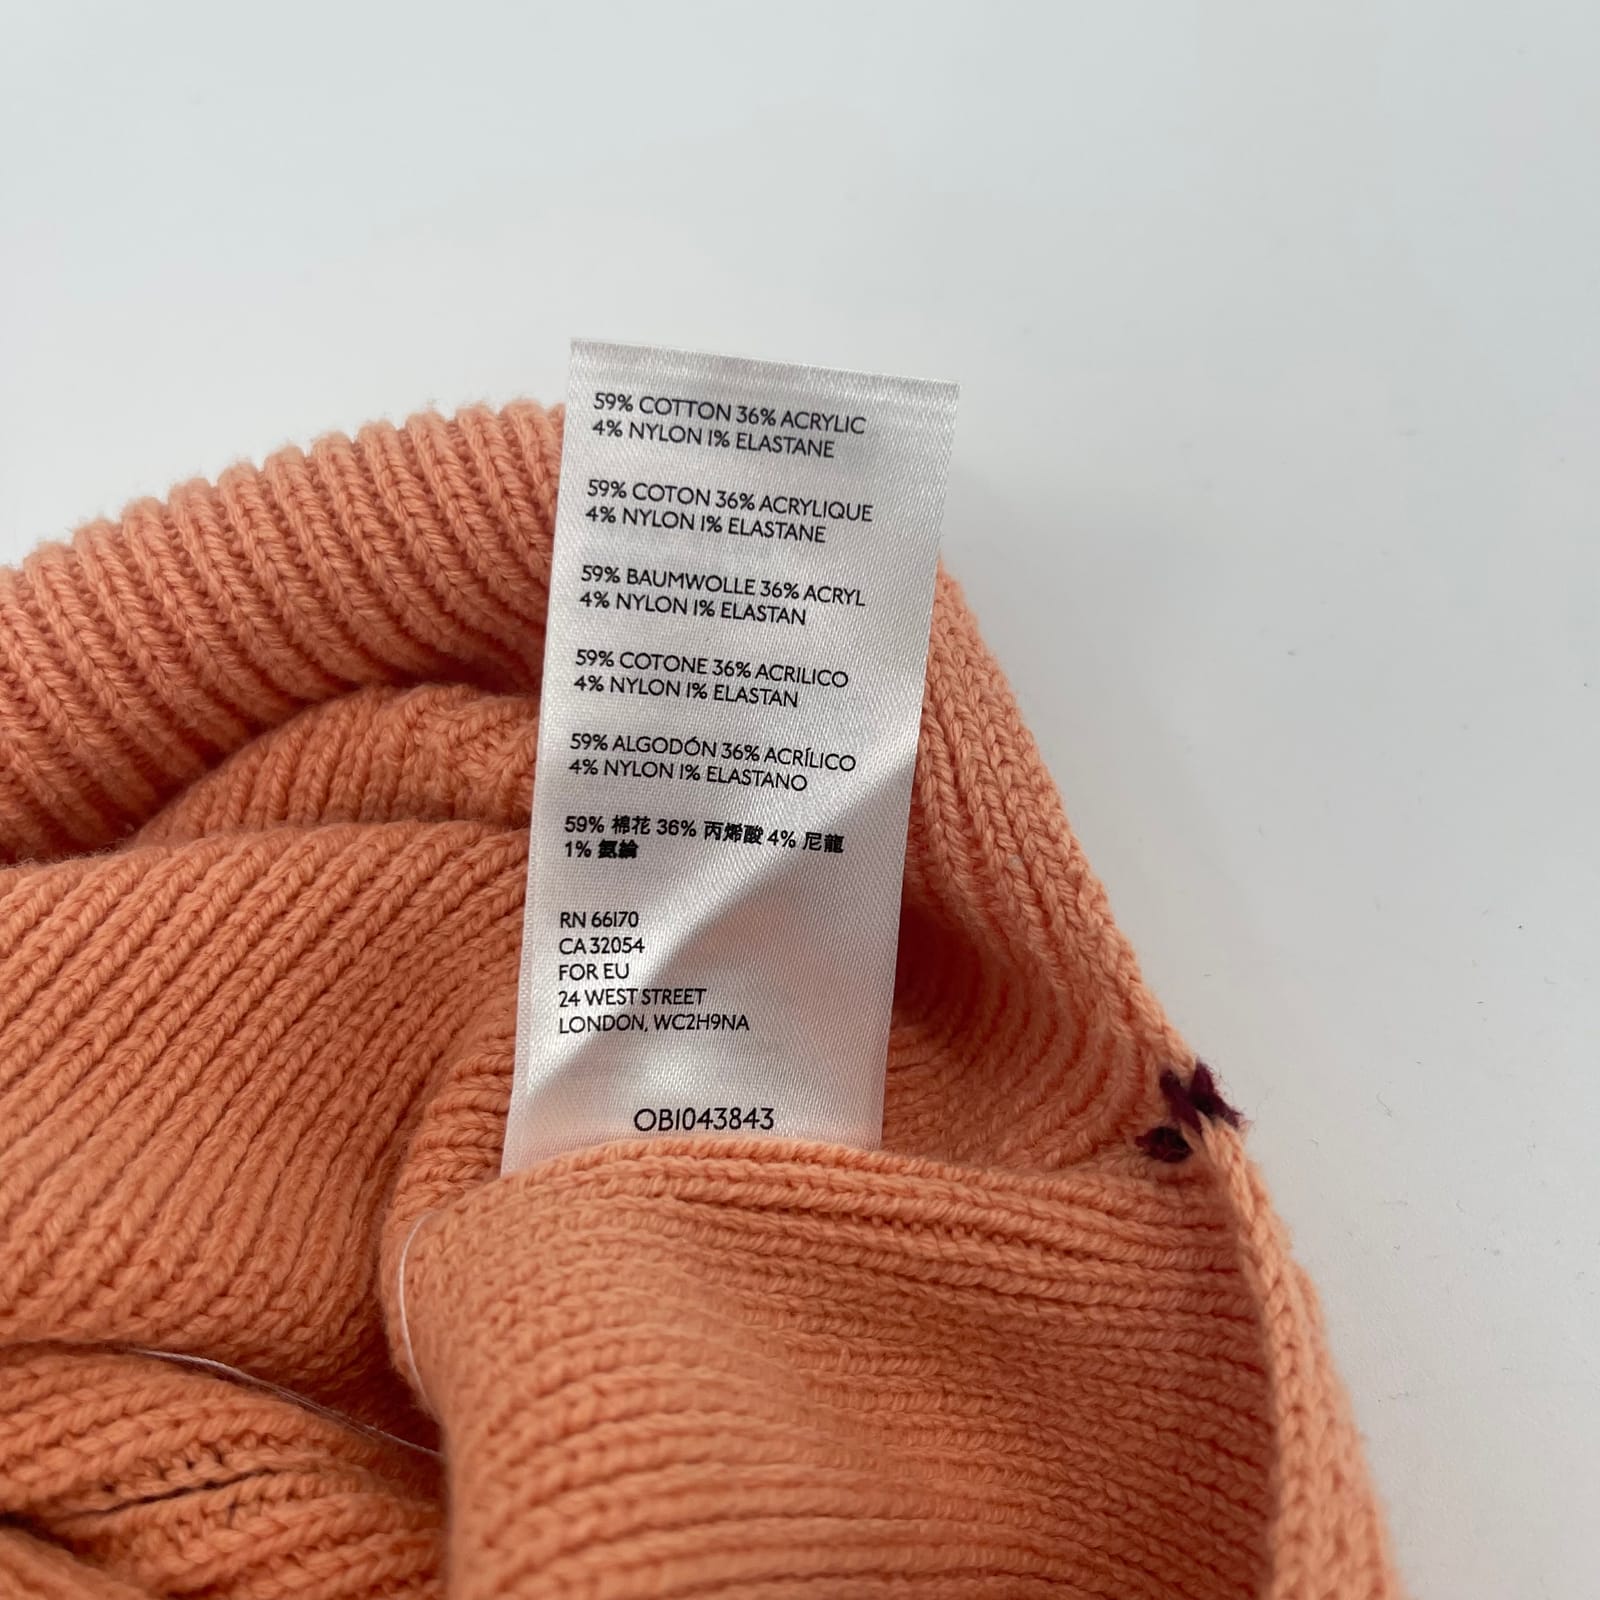 59% COTTON 36% ACRYLIC
4% NYLON 1% ELASTANE
59% COTON 36% ACRYLIQUE
4% NYLON 1% ELASTANE
59% BAUMWOLLE 36% ACRYL
4% NYLON 1% ELASTAN
59% COTONE 36% ACRILICO
4% NYLON 1% ELASTAN
59% ALGODÓN 36% ACRÍLICO
4% NYLON 1% ELASTANO
59% 棉花 36% 丙烯酸 4% 尼龍
1% 氨綸
RN 66170
CA 32054
FOR EU
24 WEST STREET
LONDON, WC2H9NA
OB1043843